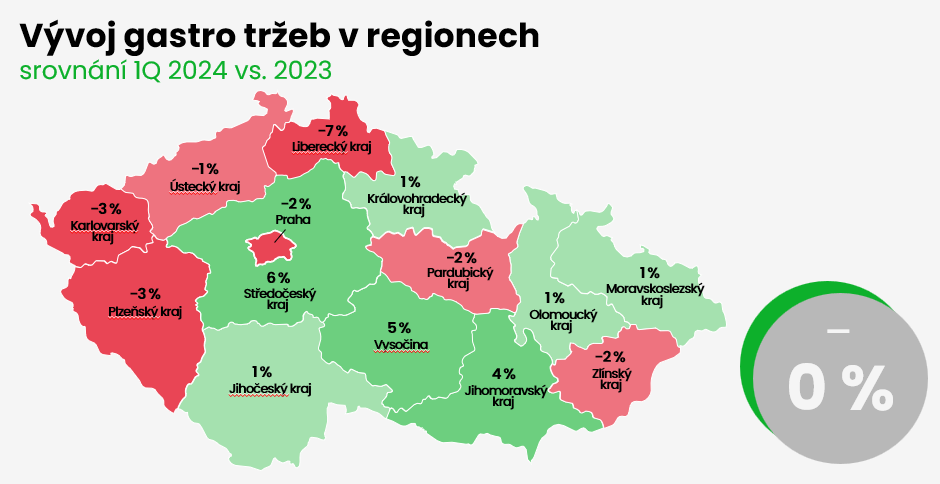 Vývoj gastro tržeb v regionech
srovnání 1Q 2024 vs. 2023
–7 %
Liberecký kraj
–1 %
Ústecký kraj
1 %
Královohradecký
kraj
–3 %
Karlovarský
kraj
–2 %
Praha
–2 %
Pardubický
kraj
6 %
Středočeský
kraj
1 %
Moravskoslezský
kraj
–3 %
Plzeňský kraj
1 %
Olomoucký
kraj
5 %
Vysočina
–2 %
Zlínský
kraj
1 %
Jihočeský kraj
4 %
Jihomoravský
kraj
–
0 %